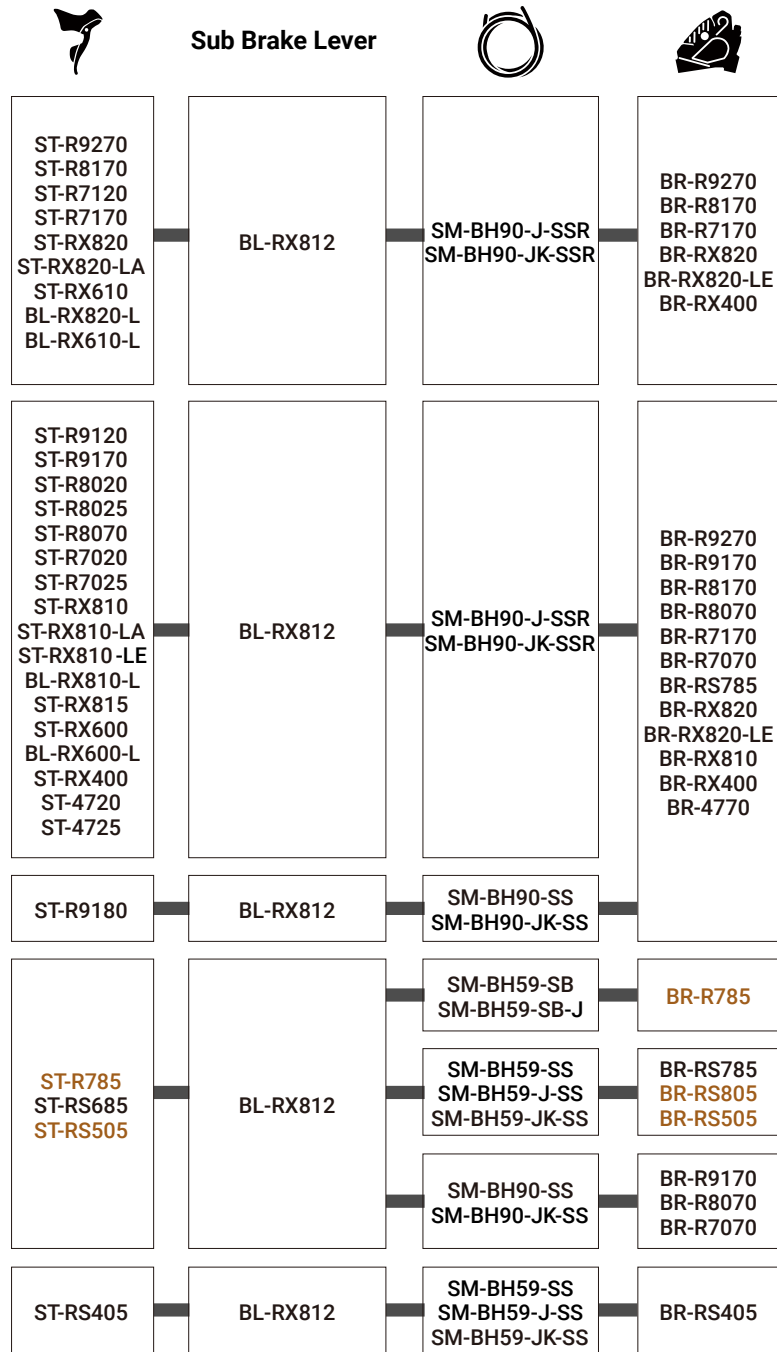 Sub Brake Lever
ST-R9270
ST-R8170
ST-R7120
ST-R7170
ST-RX820
ST-RX820-LA
ST-RX610
BL-RX820-L
BL-RX610-L
BL-RX812
SM-BH90-J-SSR
SM-BH90-JK-SSR
BR-R9270
BR-R8170
BR-R7170
BR-RX820
BR-RX820-LE
BR-RX400
ST-R9120
ST-R9170
ST-R8020
ST-R8025
ST-R8070
ST-R7020
ST-R7025
ST-RX810
ST-RX810-LA
ST-RX810-LE
BL-RX810-L
ST-RX815
ST-RX600
BL-RX600-L
ST-RX400
ST-4720
ST-4725
BL-RX812
SM-BH90-J-SSR
SM-BH90-JK-SSR
BR-R9270
BR-R9170
BR-R8170
BR-R8070
BR-R7170
BR-R7070
BR-RS785
BR-RX820
BR-RX820-LE
BR-RX810
BR-RX400
BR-4770
ST-R9180
BL-RX812
SM-BH90-SS
SM-BH90-JK-SS
ST-R785
ST-RS685
ST-RS505
BL-RX812
SM-BH59-SB
SM-BH59-SB-J
BR-R785
SM-BH59-SS
SM-BH59-J-SS
SM-BH59-JK-SS
BR-RS785
BR-RS805
BR-RS505
SM-BH90-SS
SM-BH90-JK-SS
BR-R9170
BR-R8070
BR-R7070
ST-RS405
BL-RX812
SM-BH59-SS
SM-BH59-J-SS
SM-BH59-JK-SS
BR-RS405